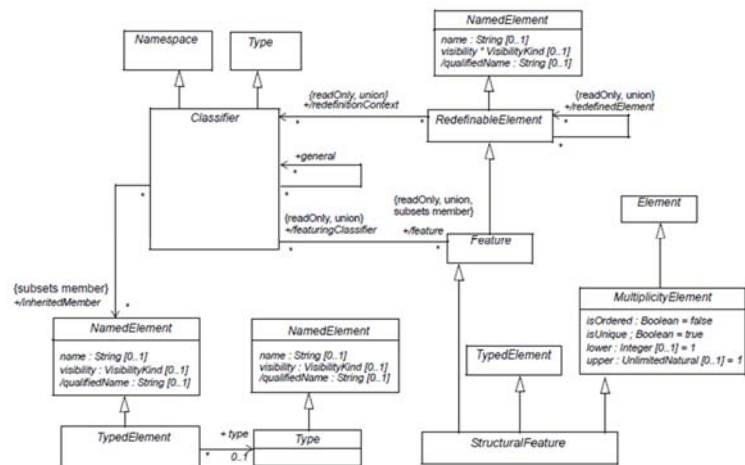 NamedElement
name : String [0..1]
visibility * VisibilityKind [0..1]
/qualifiedName : String [0..1]
Namespace
Type
{readOnly, union}
+/redefinitionContext
{readOnly, union}
+/redefinedElement
Classifier
*
*
RedefinableElement
*
*
+general
*
*
*
{readOnly, union,
subsets member}
Element
{readOnly, union}
+/featuringClassifier
+/feature
*
*
Feature
{subsets member}
+/inheritedMember
*
MultiplicityElement
isOrdered : Boolean = false
isUnique ; Boolean = true
lower : Integer [0..1] = 1
upper : UnlimitedNatural [0..1] = 1
NamedElement
name : String [0..1]
visibility : VisibilityKind [0..1]
/qualifiedName : String [0..1]
NamedElement
name : String [0..1]
visibility : VisibilityKind [0..1]
/qualifiedName : String [0..1]
TypedElement
TypedElement
+ type
*
0..1
Type
StructuralFeature